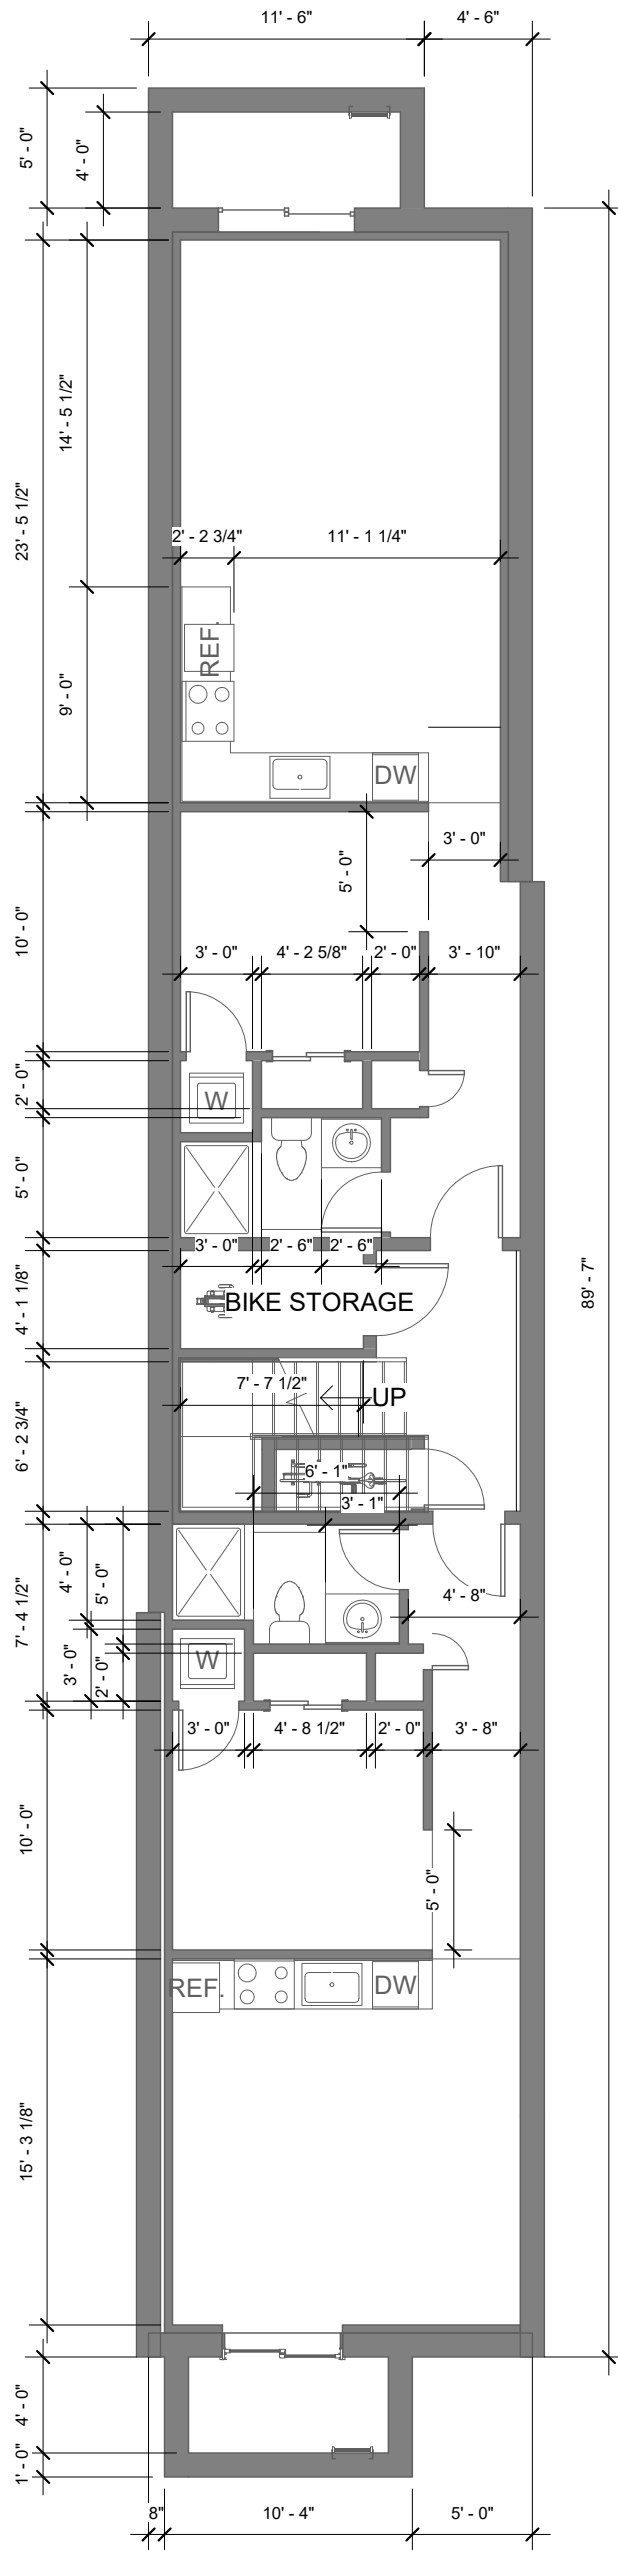 11' - 6"
4' - 6"
5' - 0"
4' - 0"
14' - 5 1/2"
23' - 5 1/2"
2' - 2 3/4"
11' - 1 1/4"
REF.
9' - 0"
DW
3' - 0"
5' - 0"
10' - 0"
3' - 0"
4' - 2 5/8"
2' - 0"
3' - 10"
2' - 0"
W
5' - 0"
3' - 0"
2' - 6"
2' - 6"
4' - 1 1/8"
BIKE STORAGE
89' - 7"
7' - 7 1/2"
UP
6' - 2 3/4"
6' - 1"
3' - 1"
4' - 0"
5' - 0"
7' - 4 1/2"
4' - 8"
3' - 0"
2' - 0"
W
3' - 0"
4' - 8 1/2"
2' - 0"
3' - 8"
10' - 0"
5' - 0"
REF.
DW
15' - 3 1/8"
4' - 0"
1' - 0"
8"
10' - 4"
5' - 0"